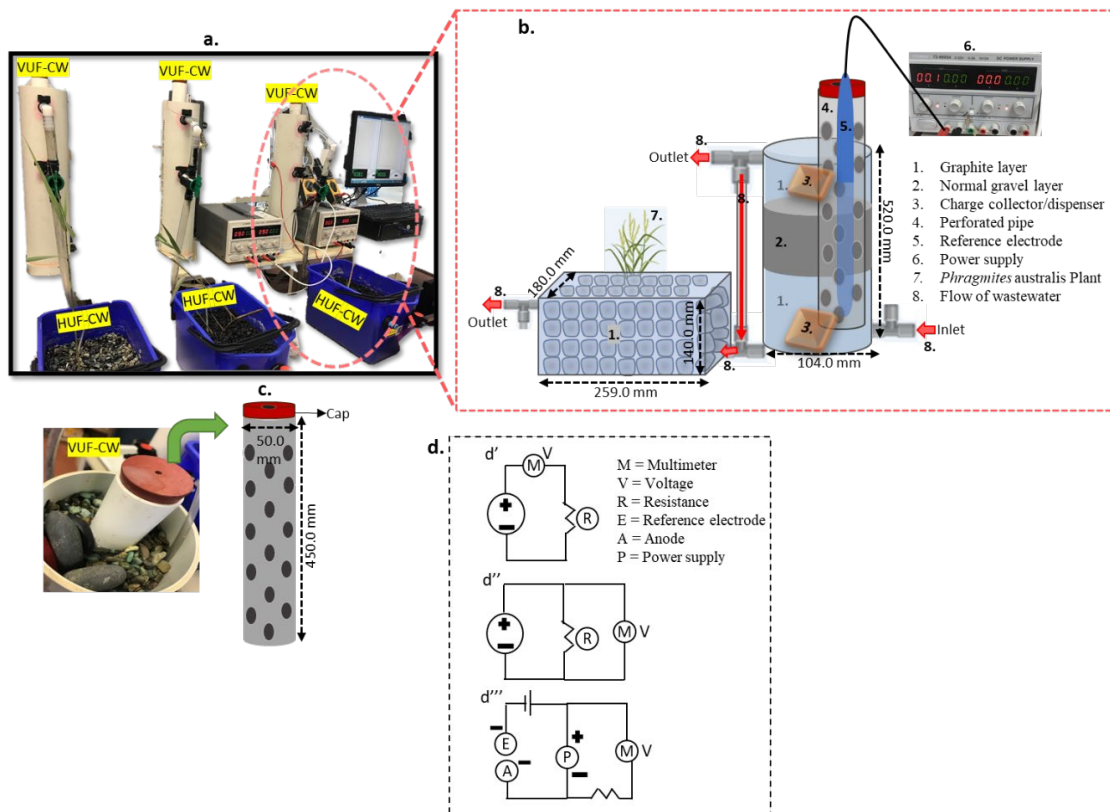 a.
VUF-CW
VUF-CW
VUF-CW
HUF-CW
HUF-CW
HUF-CW
b.
6.
4.
5.
8.
Outlet
1.
3.
8.
2.
520.0 mm
7.
180.0 mm
8.
Outlet
1.
140.0 mm
1.
3.
8.
Inlet
8.
104.0 mm
259.0 mm
1. Graphite layer
2. Normal gravel layer
3. Charge collector/dispenser
4. Perforated pipe
5. Reference electrode
6. Power supply
7. Phragmites australis Plant
8. Flow of wastewater
c.
Cap
VUF-CW
50.0
mm
450.0 mm
d.
d'
M V
R
M = Multimeter
V = Voltage
R = Resistance
E = Reference electrode
A = Anode
P = Power supply
d''
R
M V
d'''
E
A
P
M V